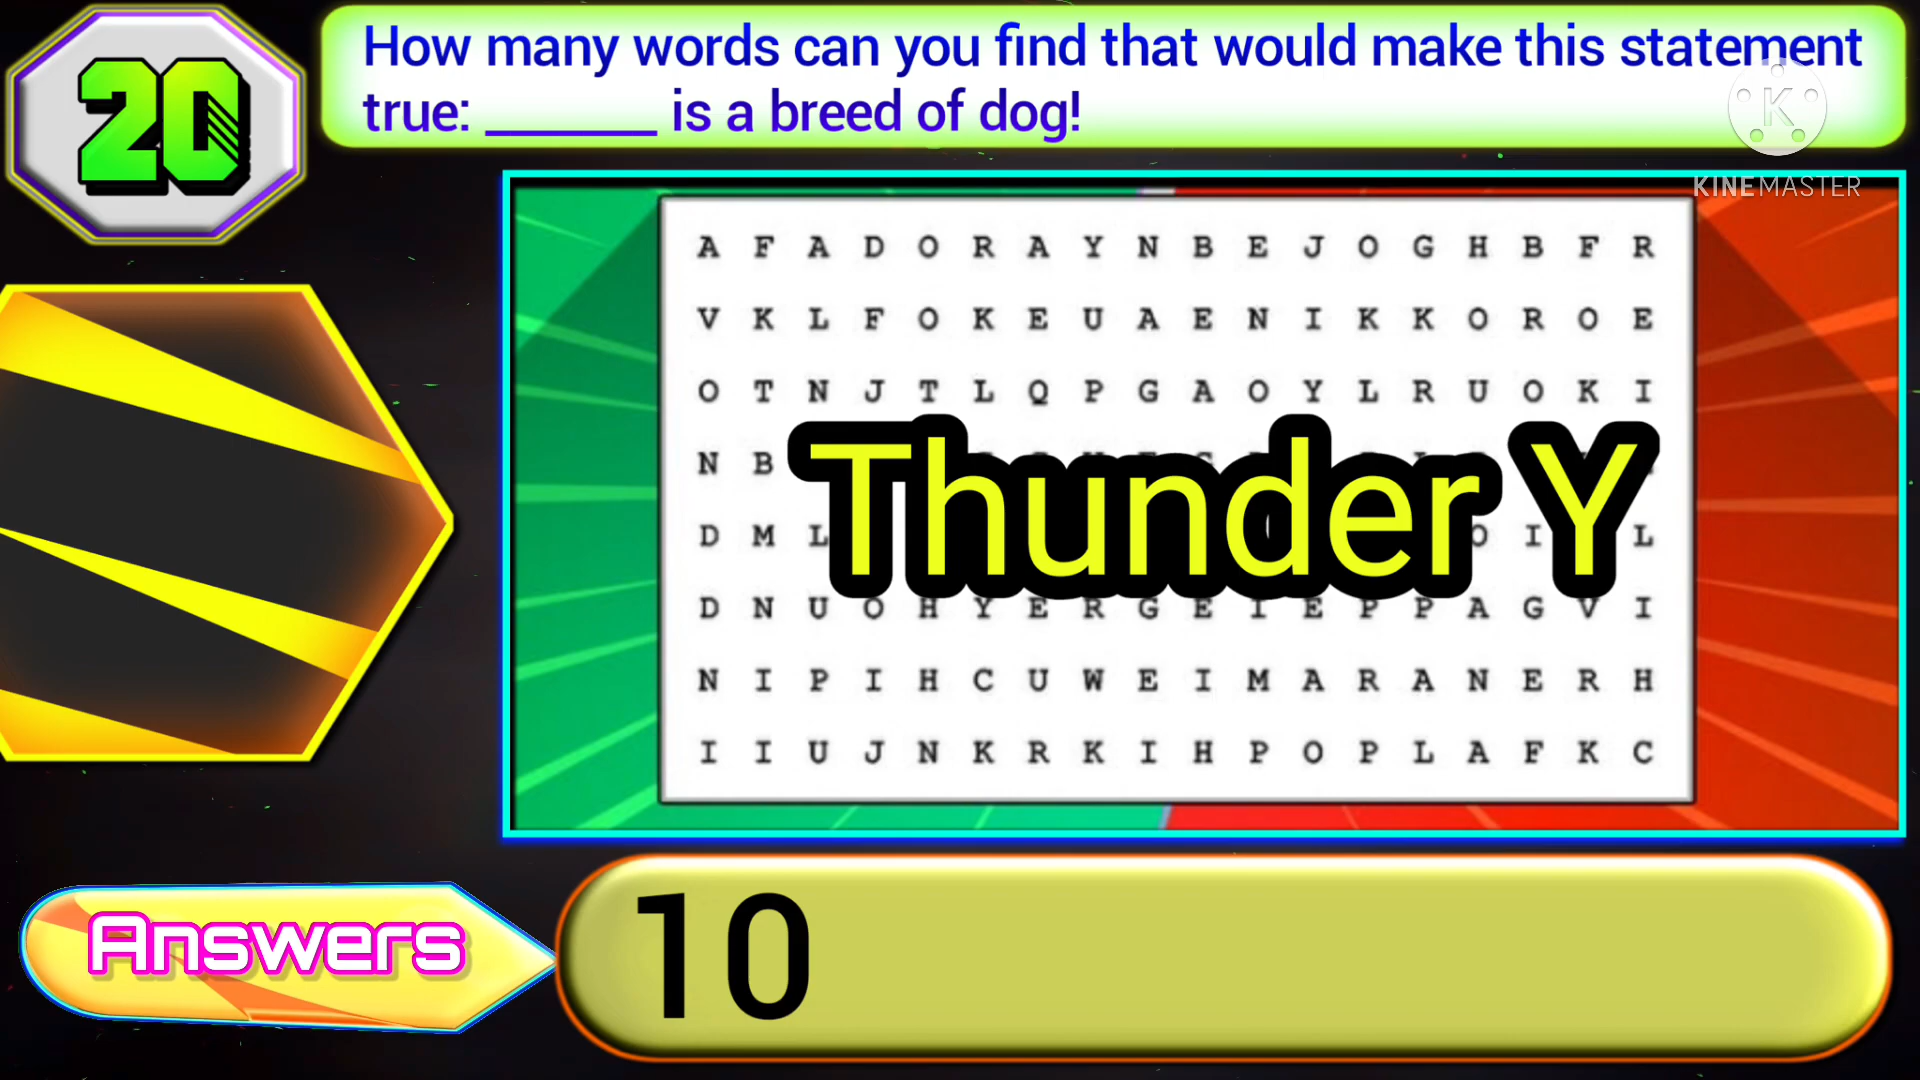 20
How many words can you find that would make this statement
true: ______ is a breed of dog!
KINEMASTER
A F A D O R A Y N B E J O G H B F R
V K L F O K E U A E N I K K O R O E
O T N J T L Q P G A O Y L R U O K I
N B
Thunder Y
D M L O I L
D N U O H Y E R G E I E P P A G V I
N I P I H C U W E I M A R A N E R H
I I U J N K R K I H P O P L A F K C
Answers
10